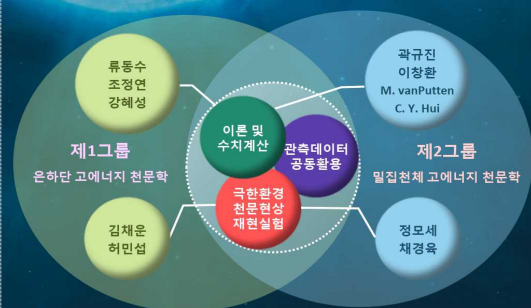 류동수
조정연
강혜성
곽규진
이창환
M. vanPutten
C. Y. Hui
이론 및
수치계산
관측데이터
공동활용
제1그룹
은하단 고에너지 천문학
제2그룹
밀집천체 고에너지 천문학
극한환경
천문현상
재현실험
김채운
허민섭
정모세
채경육